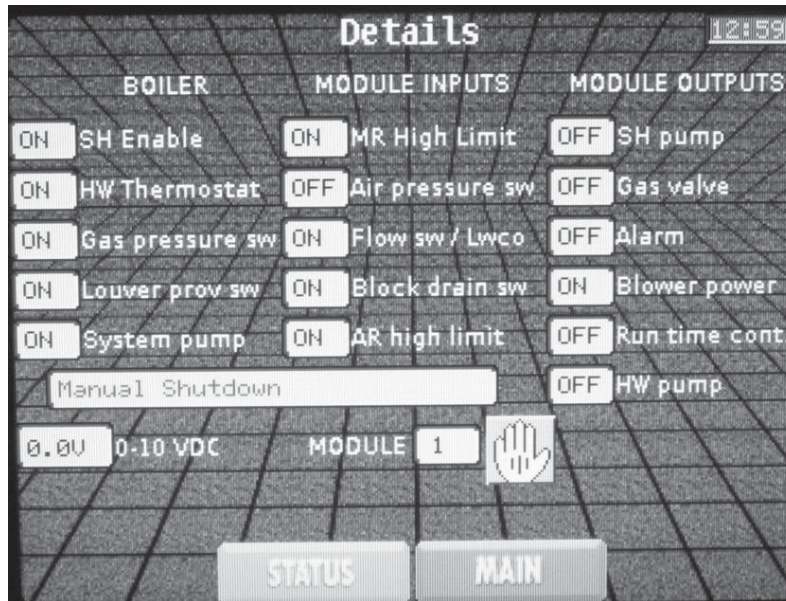 Details 12:59
BOILER MODULE INPUTS MODULE OUTPUTS
ON SH Enable ON MR High Limit OFF SH pump
ON HW Thermostat OFF Air pressure sw OFF Gas valve
ON Gas pressure sw ON Flow sw / Lwco OFF Alarm
ON Louver prov sw ON Block drain sw ON Blower power
ON System pump ON AR high limit OFF Run time cont.
Manual Shutdown OFF HW pump
0.0V 0-10 VDC MODULE 1
STATUS MAIN